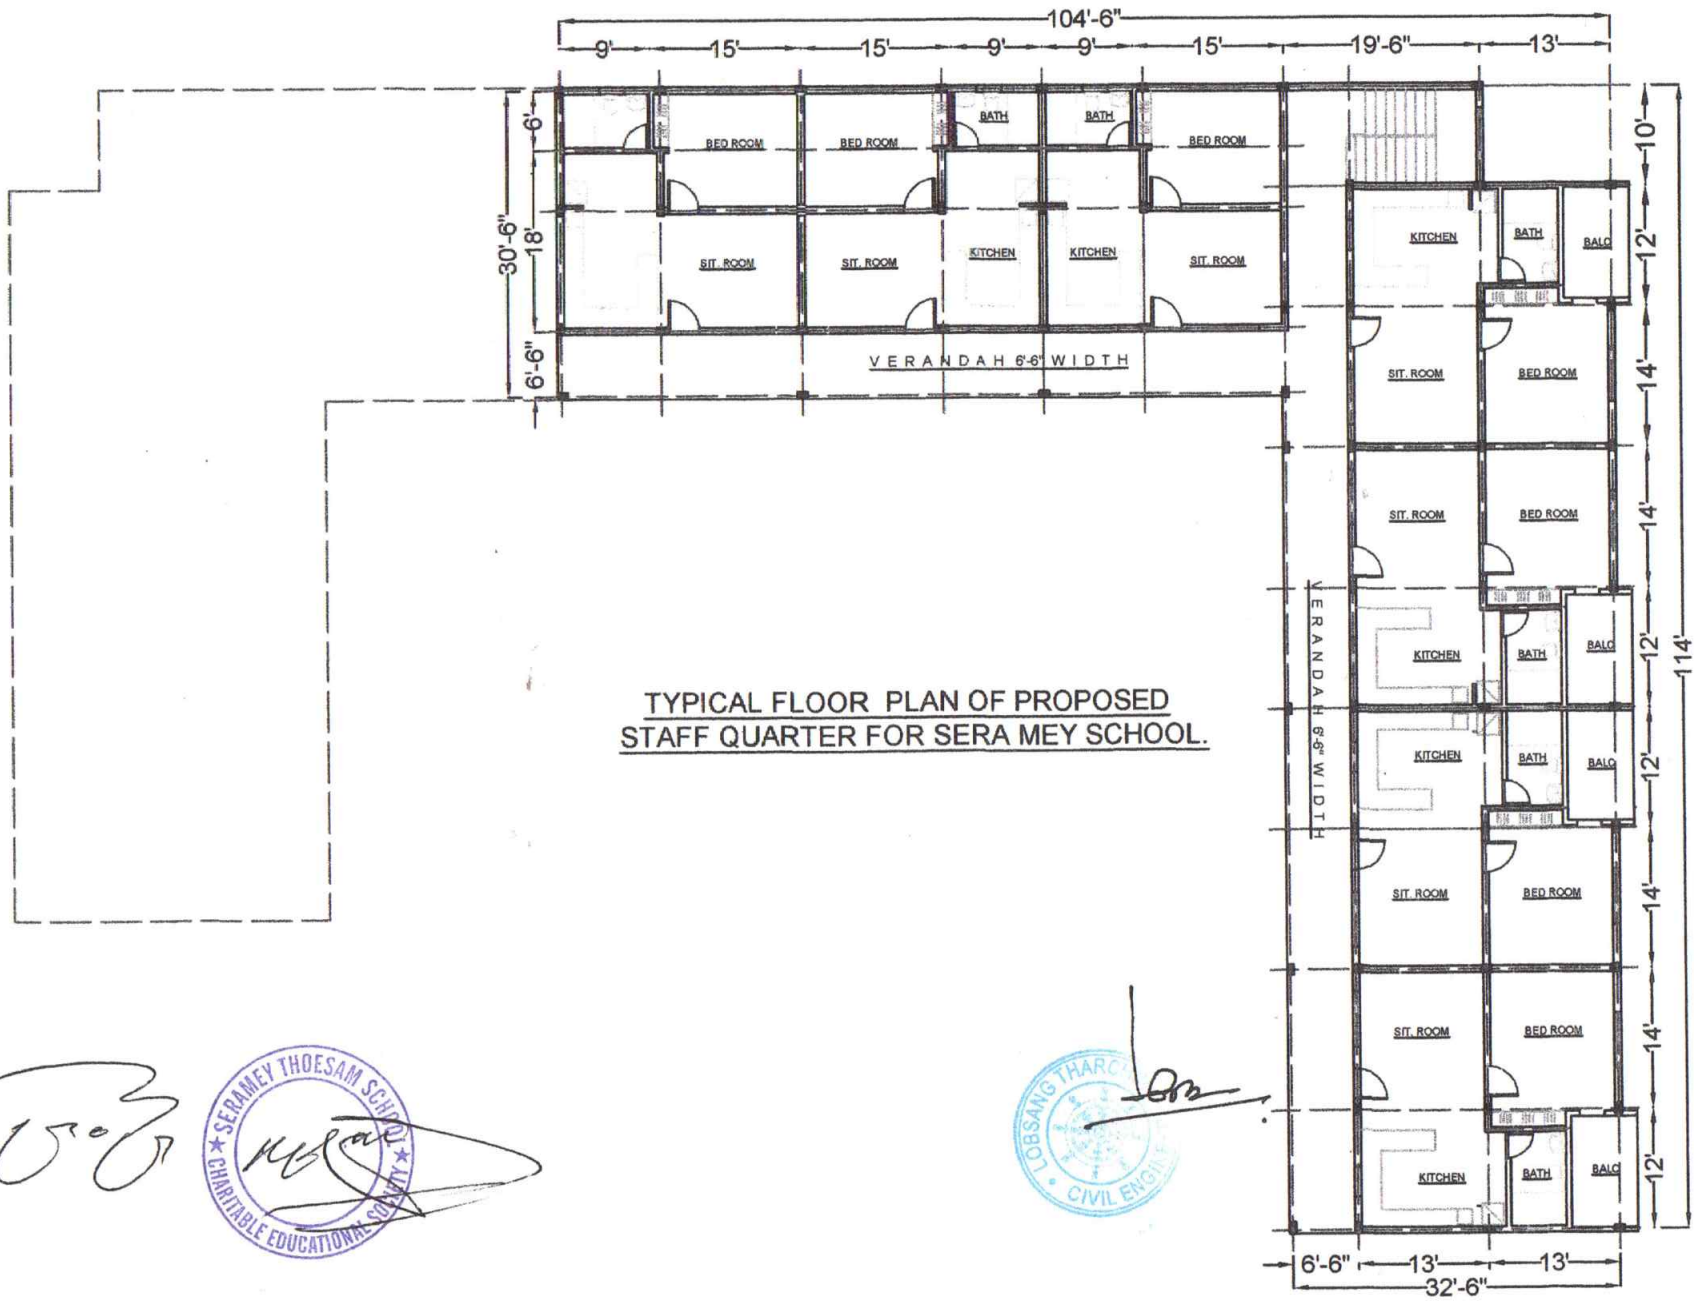 104'-6"
9' 15' 15' 9' 9' 15' 19'-6" 13'
6'
18'
30'-6"
6'-6"
BATH BATH
BED ROOM BED ROOM BED ROOM
SIT. ROOM SIT. ROOM KITCHEN KITCHEN SIT. ROOM
VERANDAH 6'-6" WIDTH
10'
KITCHEN BATH BALC
12'
SIT. ROOM BED ROOM
14'
SIT. ROOM BED ROOM
14'
KITCHEN BATH BALC
12'
114'
VERANDAH 6'-6" WIDTH
KITCHEN BATH BALC
12'
SIT. ROOM BED ROOM
14'
SIT. ROOM BED ROOM
14'
KITCHEN BATH BALC
12'
6'-6" 13' 13'
32'-6"
TYPICAL FLOOR PLAN OF PROPOSED
STAFF QUARTER FOR SERA MEY SCHOOL.
SERAMEY THOESAM SCHOOL
CHARITABLE EDUCATIONAL SOCIETY
LOBSANG
CIVIL